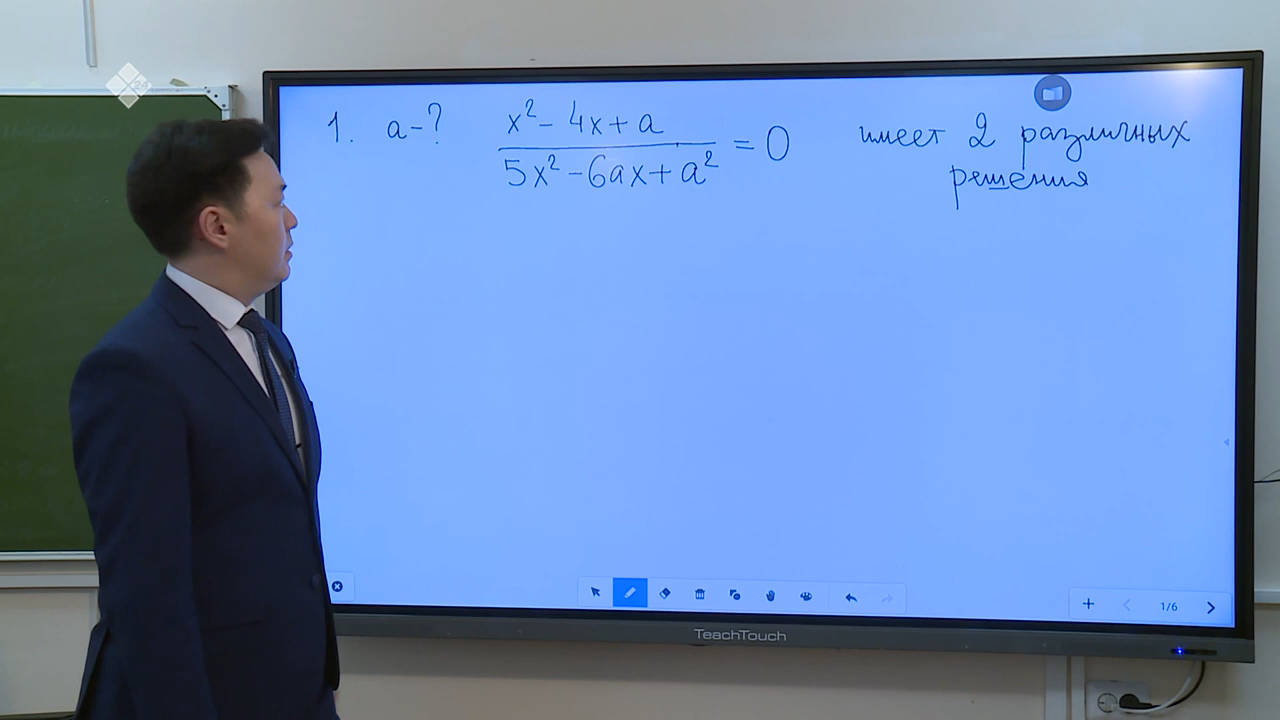 1. a-? x²-4x+a / 5x²-6ax+a² = 0 имеет 2 различных
решения
1/6
TeachTouch